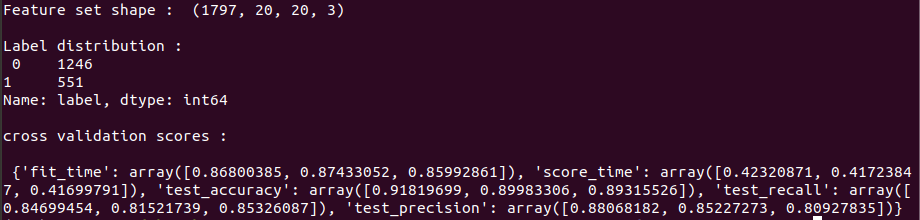 Feature set shape :  (1797, 20, 20, 3)
Label distribution :
 0    1246
1    551
Name: label, dtype: int64
cross validation scores :
 {'fit_time': array([0.86800385, 0.87433052, 0.85992861]), 'score_time': array([0.42320871, 0.4172384
7, 0.41699791]), 'test_accuracy': array([0.91819699, 0.89983306, 0.89315526]), 'test_recall': array([
0.84699454, 0.81521739, 0.85326087]), 'test_precision': array([0.88068182, 0.85227273, 0.80927835])}